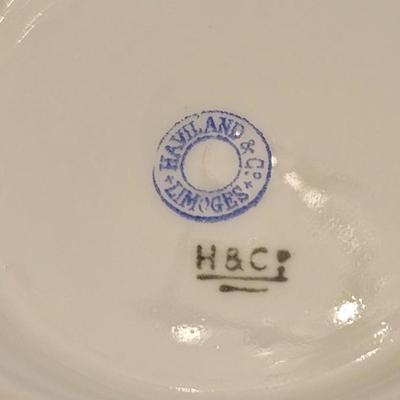 HAVILAND & Co.
+ LIMOGES +
H & Co